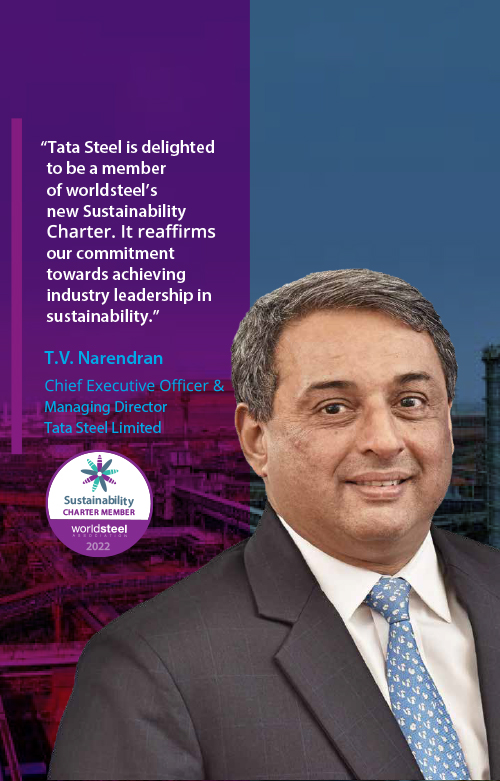 “Tata Steel is delighted
to be a member
of worldsteel’s
new Sustainability
Charter. It reaffirms
our commitment
towards achieving
industry leadership in
sustainability.”
T.V. Narendran
Chief Executive Officer &
Managing Director
Tata Steel Limited
Sustainability
CHARTER MEMBER
worldsteel
ASSOCIATION
2022